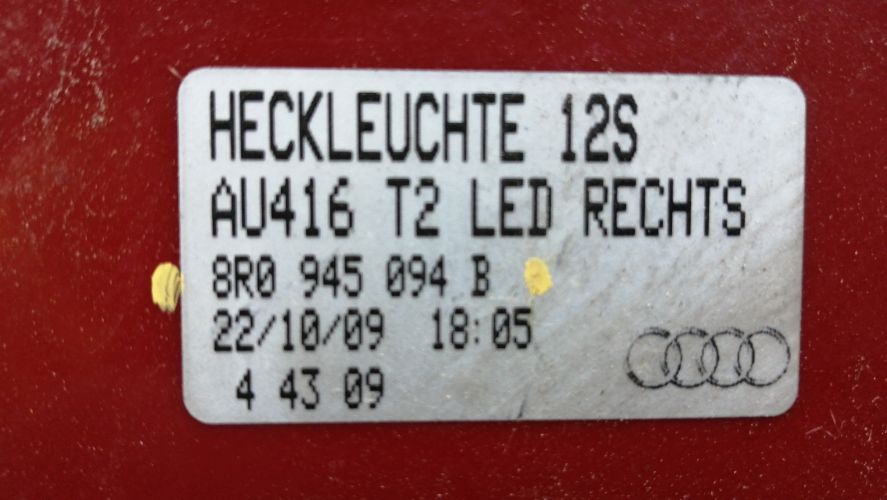 HECKLEUCHTE 12S
AU416 T2 LED RECHTS
8R0 945 094 B
22/10/09 18:05
4 43 09